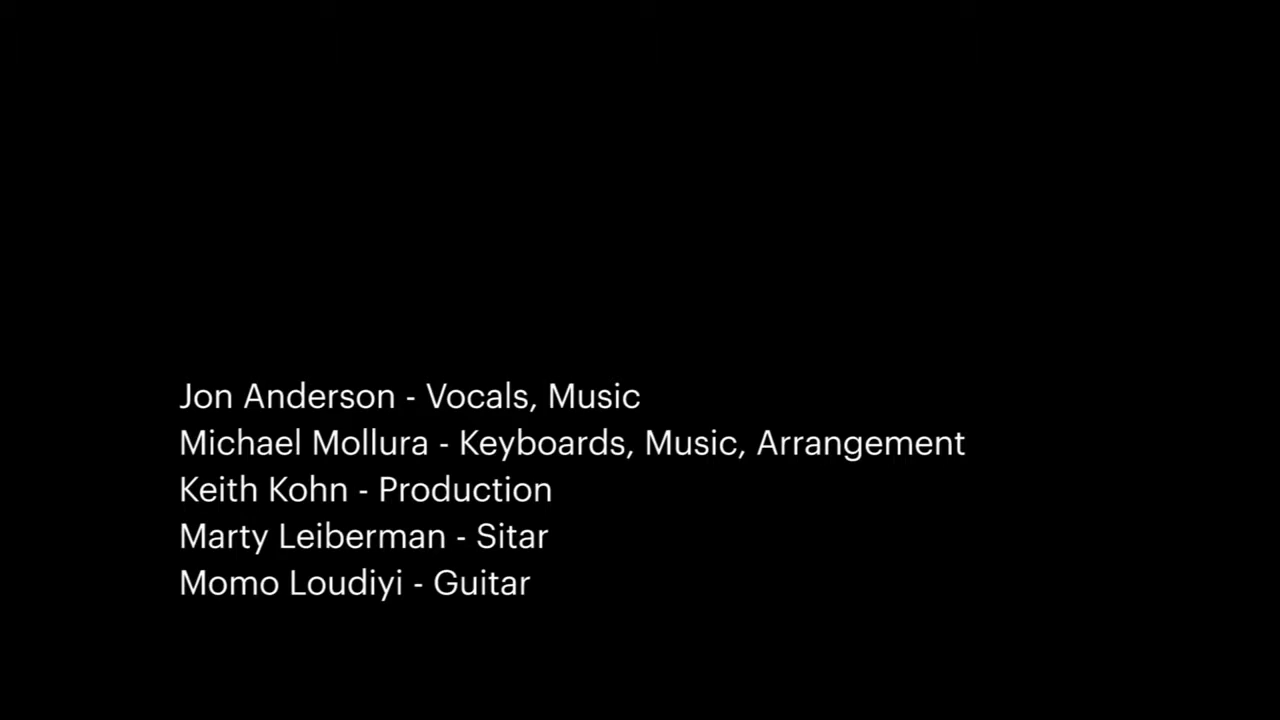 Jon Anderson - Vocals, Music
Michael Mollura - Keyboards, Music, Arrangement
Keith Kohn - Production
Marty Leiberman - Sitar
Momo Loudiyi - Guitar